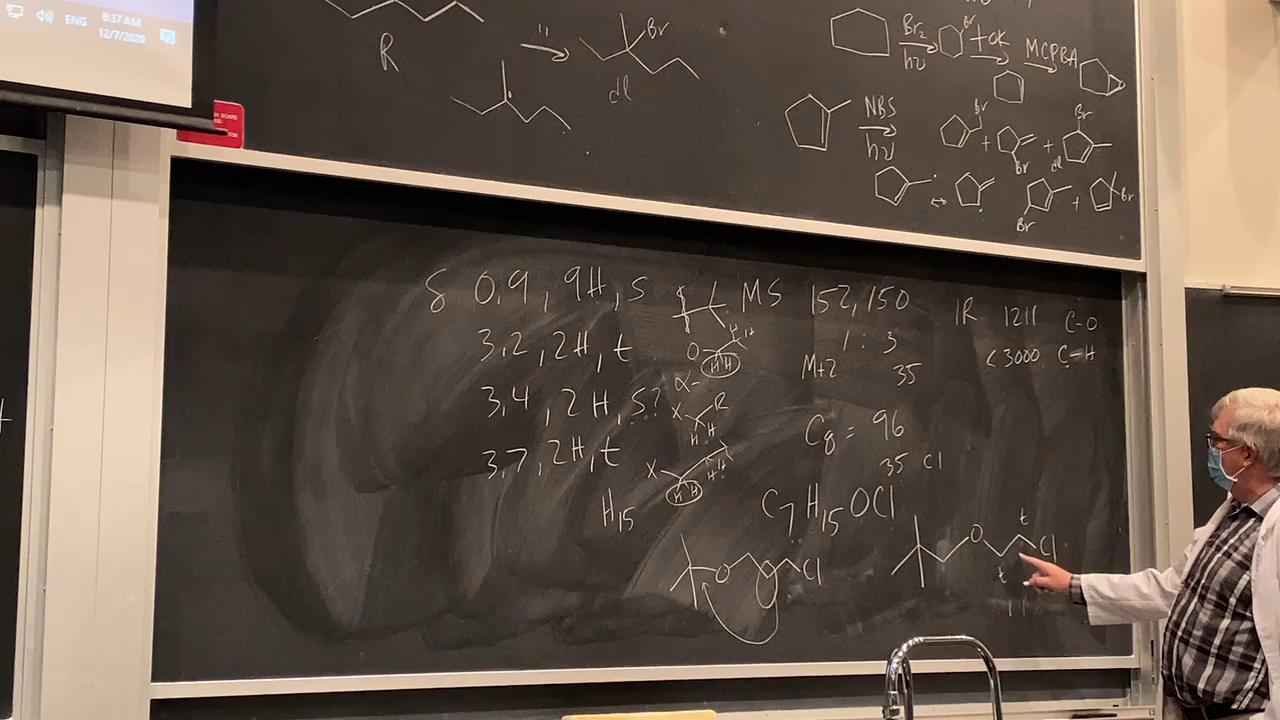 ENG 8:37 AM
12/7/2020
R
Br
dl
Br₂
hν
Br
OK
MCPBA
O
NBS
hν
Br
+
Br
+
Br
dl
↔
Br
+
Br
δ 0.9, 9H, s
3.2, 2H, t
3.4, 2H, s?
3.7, 2H, t
H₁₅
O
H H
α-
X R
H H
X
H H
MS 152, 150
1 : 3
M+2 35
C₈ = 96
35 Cl
C₇H₁₅OCl
IR 1211 C-O
<3000 C-H
O Cl
O t Cl
t